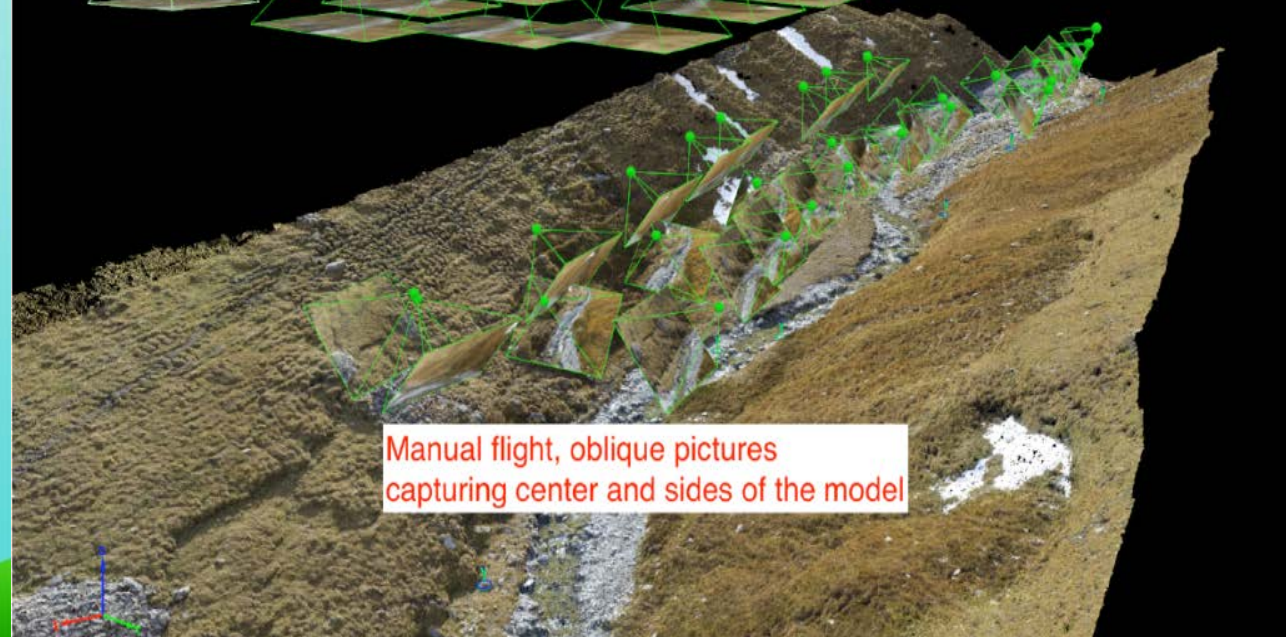 Manual flight, oblique pictures
capturing center and sides of the model